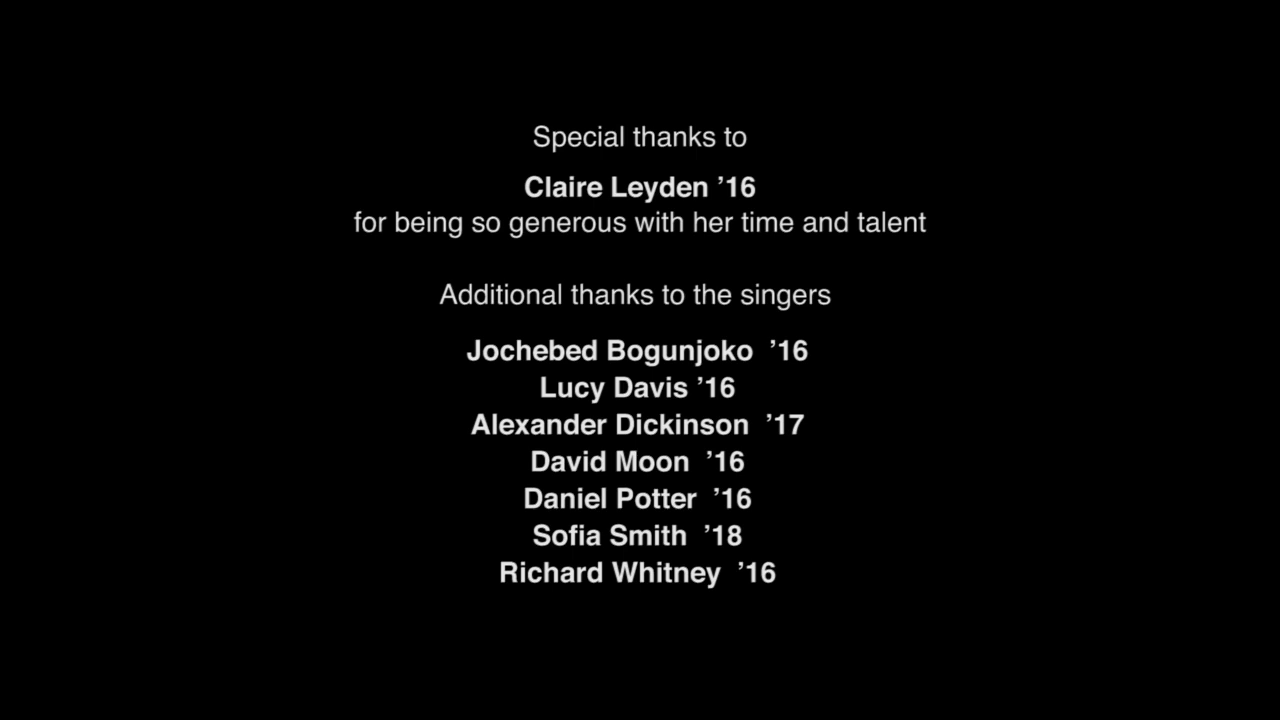 Special thanks to
Claire Leyden ’16
for being so generous with her time and talent
Additional thanks to the singers
Jochebed Bogunjoko ’16
Lucy Davis ’16
Alexander Dickinson ’17
David Moon ’16
Daniel Potter ’16
Sofia Smith ’18
Richard Whitney ’16